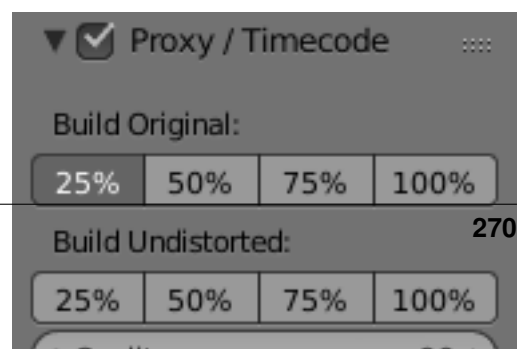 Proxy / Timecode
Build Original:
25% 50% 75% 100%
270
Build Undistorted:
25% 50% 75% 100%